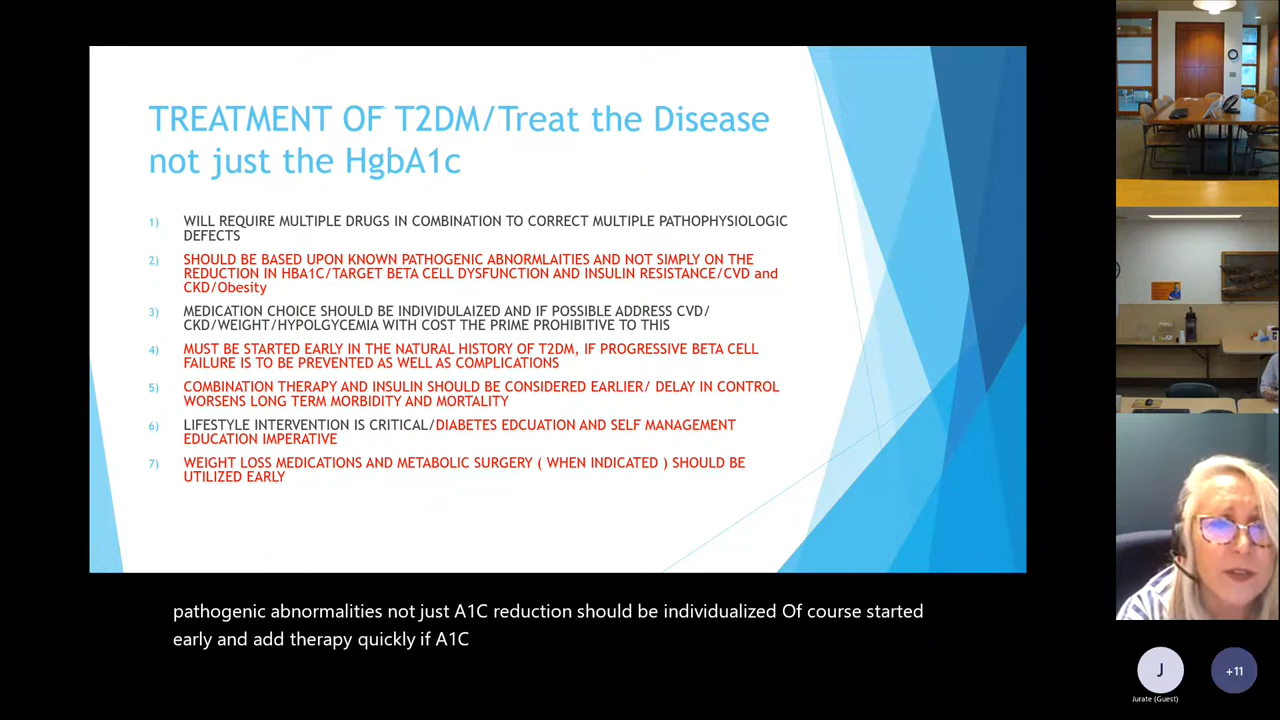 TREATMENT OF T2DM/Treat the Disease
not just the HgbA1c
1) WILL REQUIRE MULTIPLE DRUGS IN COMBINATION TO CORRECT MULTIPLE PATHOPHYSIOLOGIC
DEFECTS
2) SHOULD BE BASED UPON KNOWN PATHOGENIC ABNORMLAITIES AND NOT SIMPLY ON THE
REDUCTION IN HBA1C/TARGET BETA CELL DYSFUNCTION AND INSULIN RESISTANCE/CVD and
CKD/Obesity
3) MEDICATION CHOICE SHOULD BE INDIVIDULAIZED AND IF POSSIBLE ADDRESS CVD/
CKD/WEIGHT/HYPOLGYCEMIA WITH COST THE PRIME PROHIBITIVE TO THIS
4) MUST BE STARTED EARLY IN THE NATURAL HISTORY OF T2DM, IF PROGRESSIVE BETA CELL
FAILURE IS TO BE PREVENTED AS WELL AS COMPLICATIONS
5) COMBINATION THERAPY AND INSULIN SHOULD BE CONSIDERED EARLIER/ DELAY IN CONTROL
WORSENS LONG TERM MORBIDITY AND MORTALITY
6) LIFESTYLE INTERVENTION IS CRITICAL/DIABETES EDCUATION AND SELF MANAGEMENT
EDUCATION IMPERATIVE
7) WEIGHT LOSS MEDICATIONS AND METABOLIC SURGERY ( WHEN INDICATED ) SHOULD BE
UTILIZED EARLY
pathogenic abnormalities not just A1C reduction should be individualized Of course started
early and add therapy quickly if A1C
J
+11
Jurate (Guest)